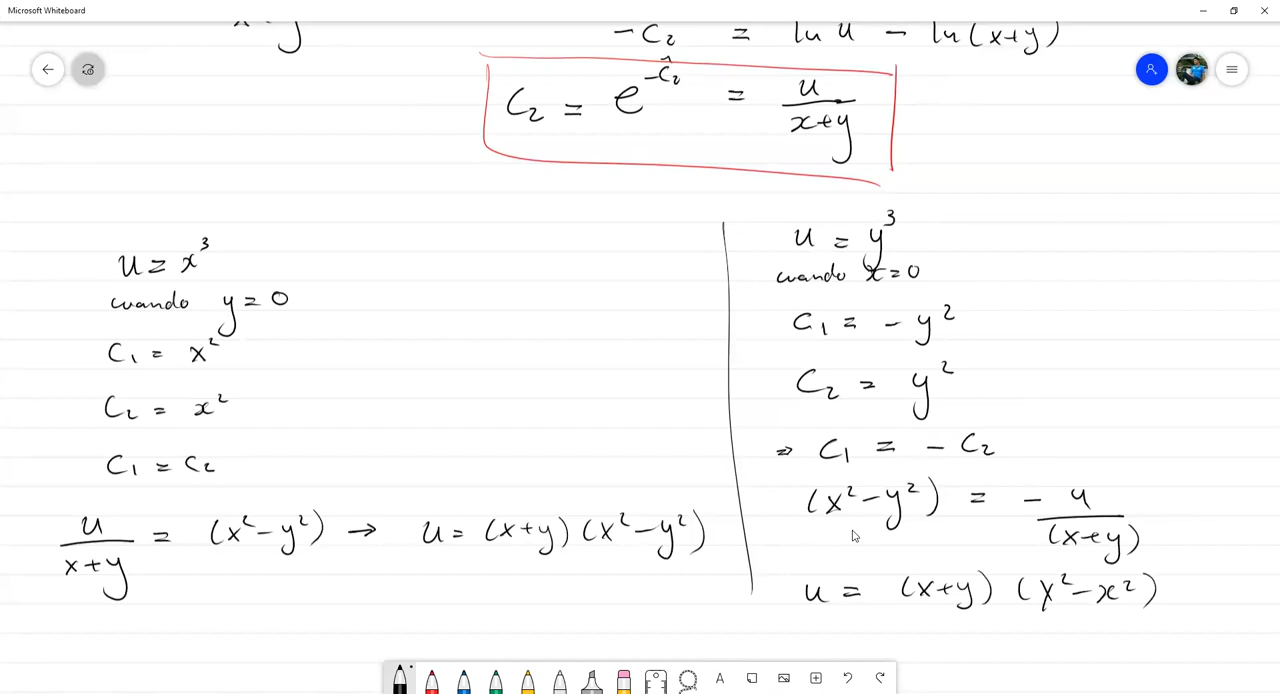 Microsoft Whiteboard
-C₂ = ln u - ln(x+y)
C₂ = e^(-Ĉ₂) = u/(x+y)
u = x³
cuando y = 0
C₁ = x²
C₂ = x²
C₁ = C₂
u/(x+y) = (x²-y²) → u = (x+y)(x²-y²)
u = y³
cuando x=0
C₁ = -y²
C₂ = y²
⇒ C₁ = -C₂
(x²-y²) = -u/(x+y)
u = (x+y)(y²-x²)